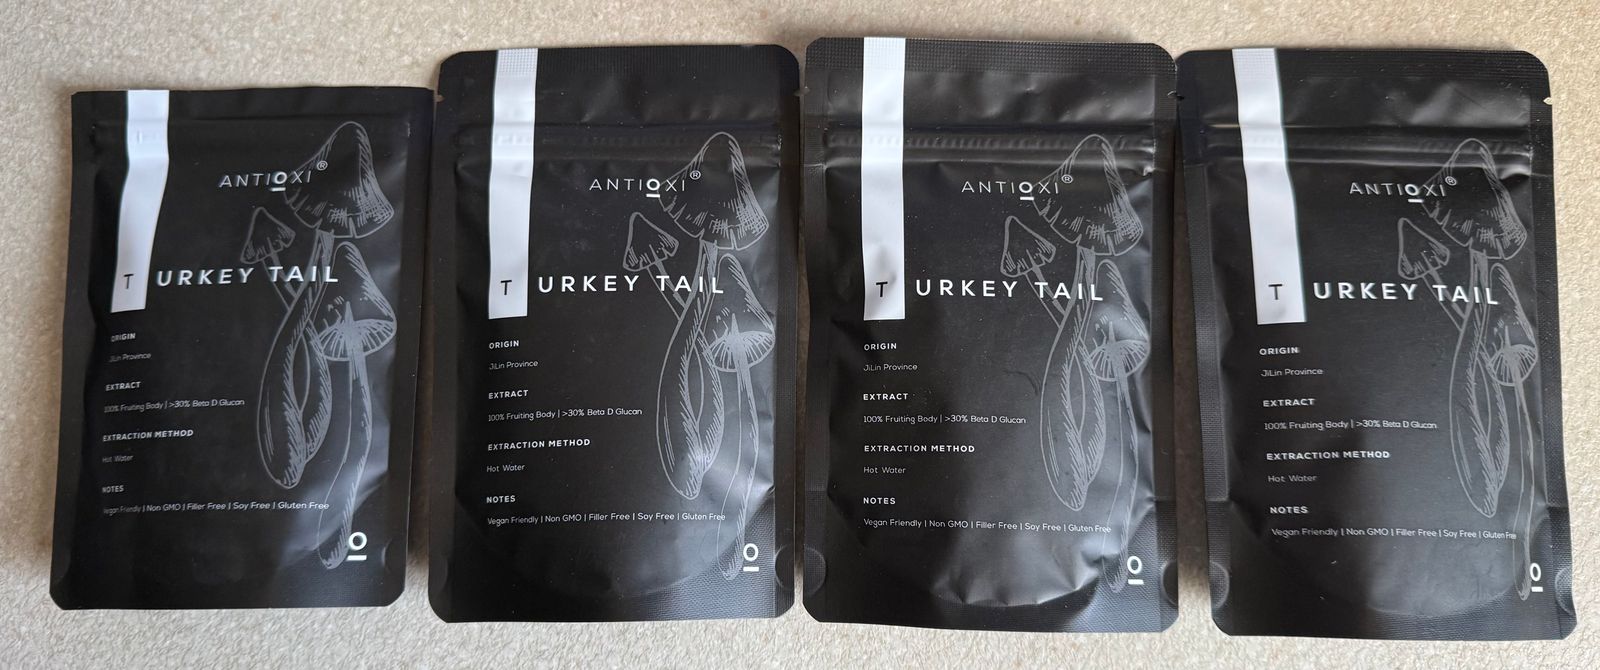 ANTIOXI®
TURKEY TAIL
ORIGIN
JiLin Province
EXTRACT
100% Fruiting Body | >30% Beta D Glucan
EXTRACTION METHOD
Hot Water
NOTES
Vegan Friendly | Non GMO | Filler Free | Soy Free | Gluten Free
IO
ANTIOXI®
TURKEY TAIL
ORIGIN
JiLin Province
EXTRACT
100% Fruiting Body | >30% Beta D Glucan
EXTRACTION METHOD
Hot Water
NOTES
Vegan Friendly | Non GMO | Filler Free | Soy Free | Gluten Free
IO
ANTIOXI®
TURKEY TAIL
ORIGIN
JiLin Province
EXTRACT
100% Fruiting Body | >30% Beta D Glucan
EXTRACTION METHOD
Hot Water
NOTES
Vegan Friendly | Non GMO | Filler Free | Soy Free | Gluten Free
IO
ANTIOXI®
TURKEY TAIL
ORIGIN
JiLin Province
EXTRACT
100% Fruiting Body | >30% Beta D Glucan
EXTRACTION METHOD
Hot Water
NOTES
Vegan Friendly | Non GMO | Filler Free | Soy Free | Gluten Free
IO